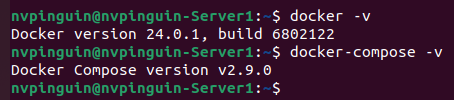 nvpinguin@nvpinguin-Server1:~$ docker -v
Docker version 24.0.1, build 6802122
nvpinguin@nvpinguin-Server1:~$ docker-compose -v
Docker Compose version v2.9.0
nvpinguin@nvpinguin-Server1:~$